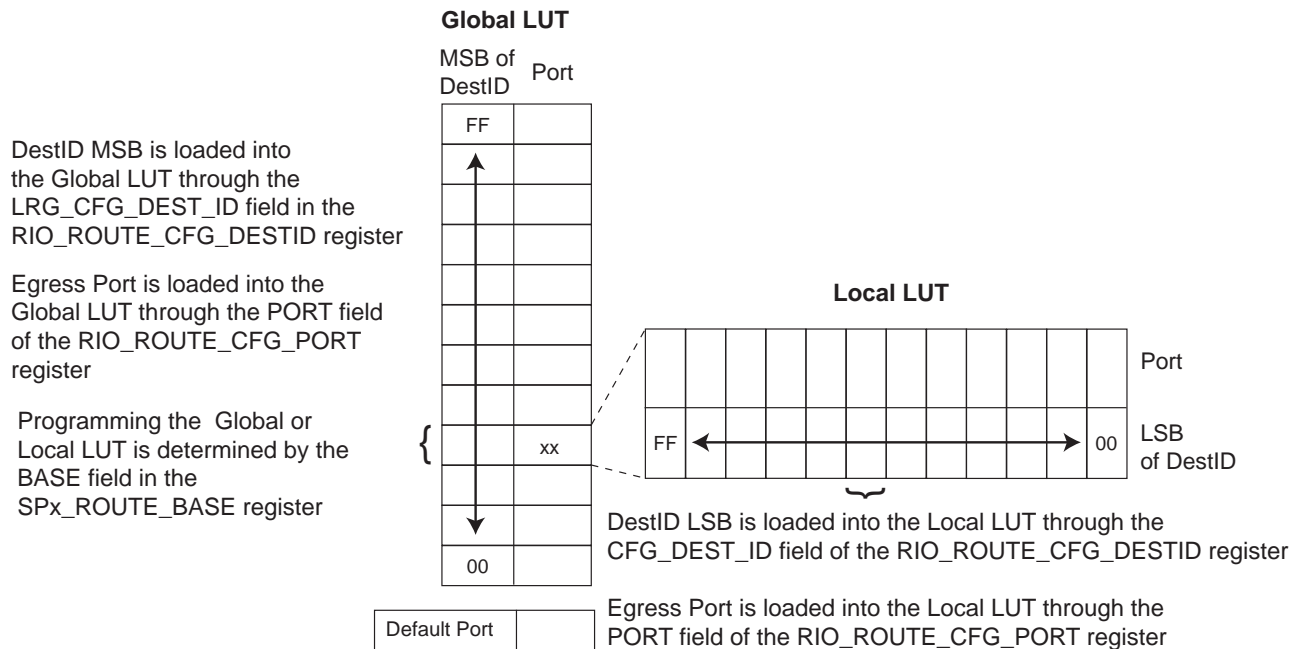 Global LUT
MSB of
DestID
Port
FF
DestID MSB is loaded into
the Global LUT through the
LRG_CFG_DEST_ID field in the
RIO_ROUTE_CFG_DESTID register
Egress Port is loaded into the
Global LUT through the PORT field
of the RIO_ROUTE_CFG_PORT
register
Programming the Global or
Local LUT is determined by the
BASE field in the
SPx_ROUTE_BASE register
{
xx
00
Default Port
Local LUT
Port
FF
00
LSB
of DestID
DestID LSB is loaded into the Local LUT through the
CFG_DEST_ID field of the RIO_ROUTE_CFG_DESTID register
Egress Port is loaded into the Local LUT through the
PORT field of the RIO_ROUTE_CFG_PORT register